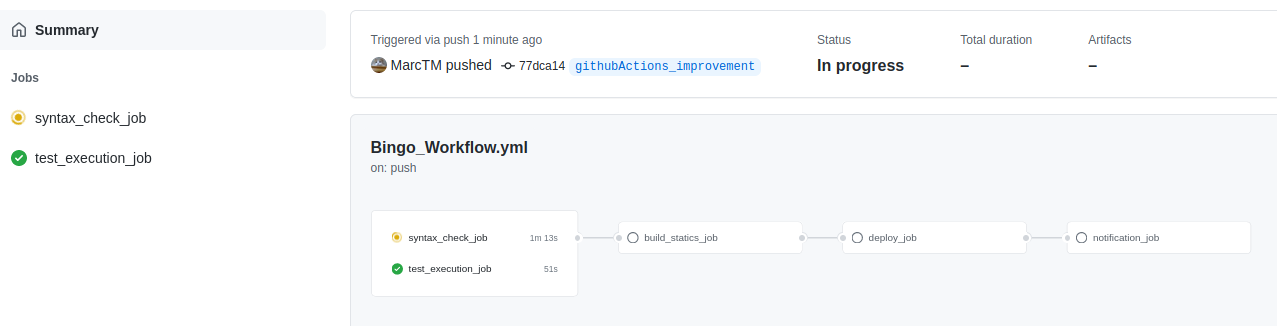 Summary
Jobs
syntax_check_job
test_execution_job
Triggered via push 1 minute ago
MarcTM pushed 77dca14 githubActions_improvement
Status
In progress
Total duration
–
Artifacts
–
Bingo_Workflow.yml
on: push
syntax_check_job 1m 13s
test_execution_job 51s
build_statics_job
deploy_job
notification_job